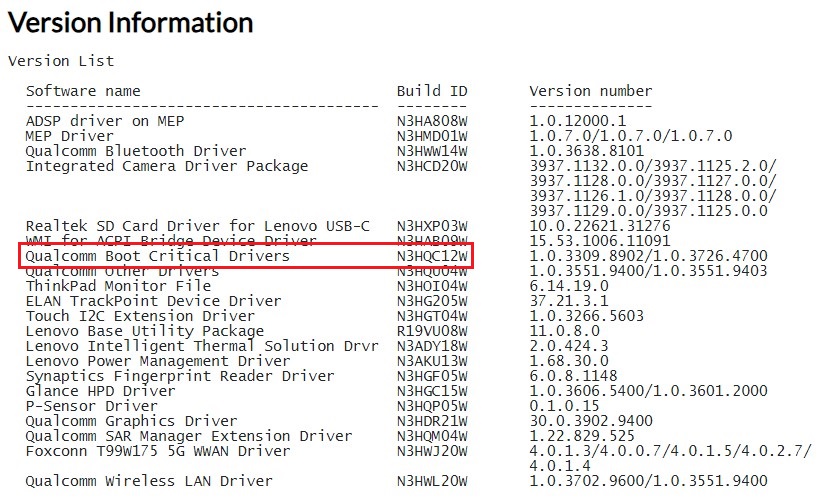 Version Information
Version List
Software name Build ID Version number
--------------------------------------- -------- --------------
ADSP driver on MEP N3HA808W 1.0.12000.1
MEP Driver N3HMD01W 1.0.7.0/1.0.7.0/1.0.7.0
Qualcomm Bluetooth Driver N3HWW14W 1.0.3638.8101
Integrated Camera Driver Package N3HCD20W 3937.1132.0.0/3937.1125.2.0/
3937.1128.0.0/3937.1127.0.0/
3937.1126.1.0/3937.1128.0.0/
3937.1129.0.0/3937.1125.0.0
Realtek SD Card Driver for Lenovo USB-C N3HXP03W 10.0.22621.31276
WMI for ACPI Bridge Device Driver N3HAB09W 15.53.1006.11091
Qualcomm Boot Critical Drivers N3HQC12W 1.0.3309.8902/1.0.3726.4700
Qualcomm Other Drivers N3HQO04W 1.0.3551.9400/1.0.3551.9403
ThinkPad Monitor File N3HOI04W 6.14.19.0
ELAN TrackPoint Device Driver N3HG205W 37.21.3.1
Touch I2C Extension Driver N3HGT04W 1.0.3266.5603
Lenovo Base Utility Package R19VU08W 11.0.8.0
Lenovo Intelligent Thermal Solution Drvr N3ADY18W 2.0.424.3
Lenovo Power Management Driver N3AKU13W 1.68.30.0
Synaptics Fingerprint Reader Driver N3HGF05W 6.0.8.1148
Glance HPD Driver N3HGC15W 1.0.3606.5400/1.0.3601.2000
P-Sensor Driver N3HQP05W 0.1.0.15
Qualcomm Graphics Driver N3HDR21W 30.0.3902.9400
Qualcomm SAR Manager Extension Driver N3HQM04W 1.22.829.525
Foxconn T99W175 5G WWAN Driver N3HWJ20W 4.0.1.3/4.0.0.7/4.0.1.5/4.0.2.7/
4.0.1.4
Qualcomm Wireless LAN Driver N3HWL20W 1.0.3702.9600/1.0.3551.9400